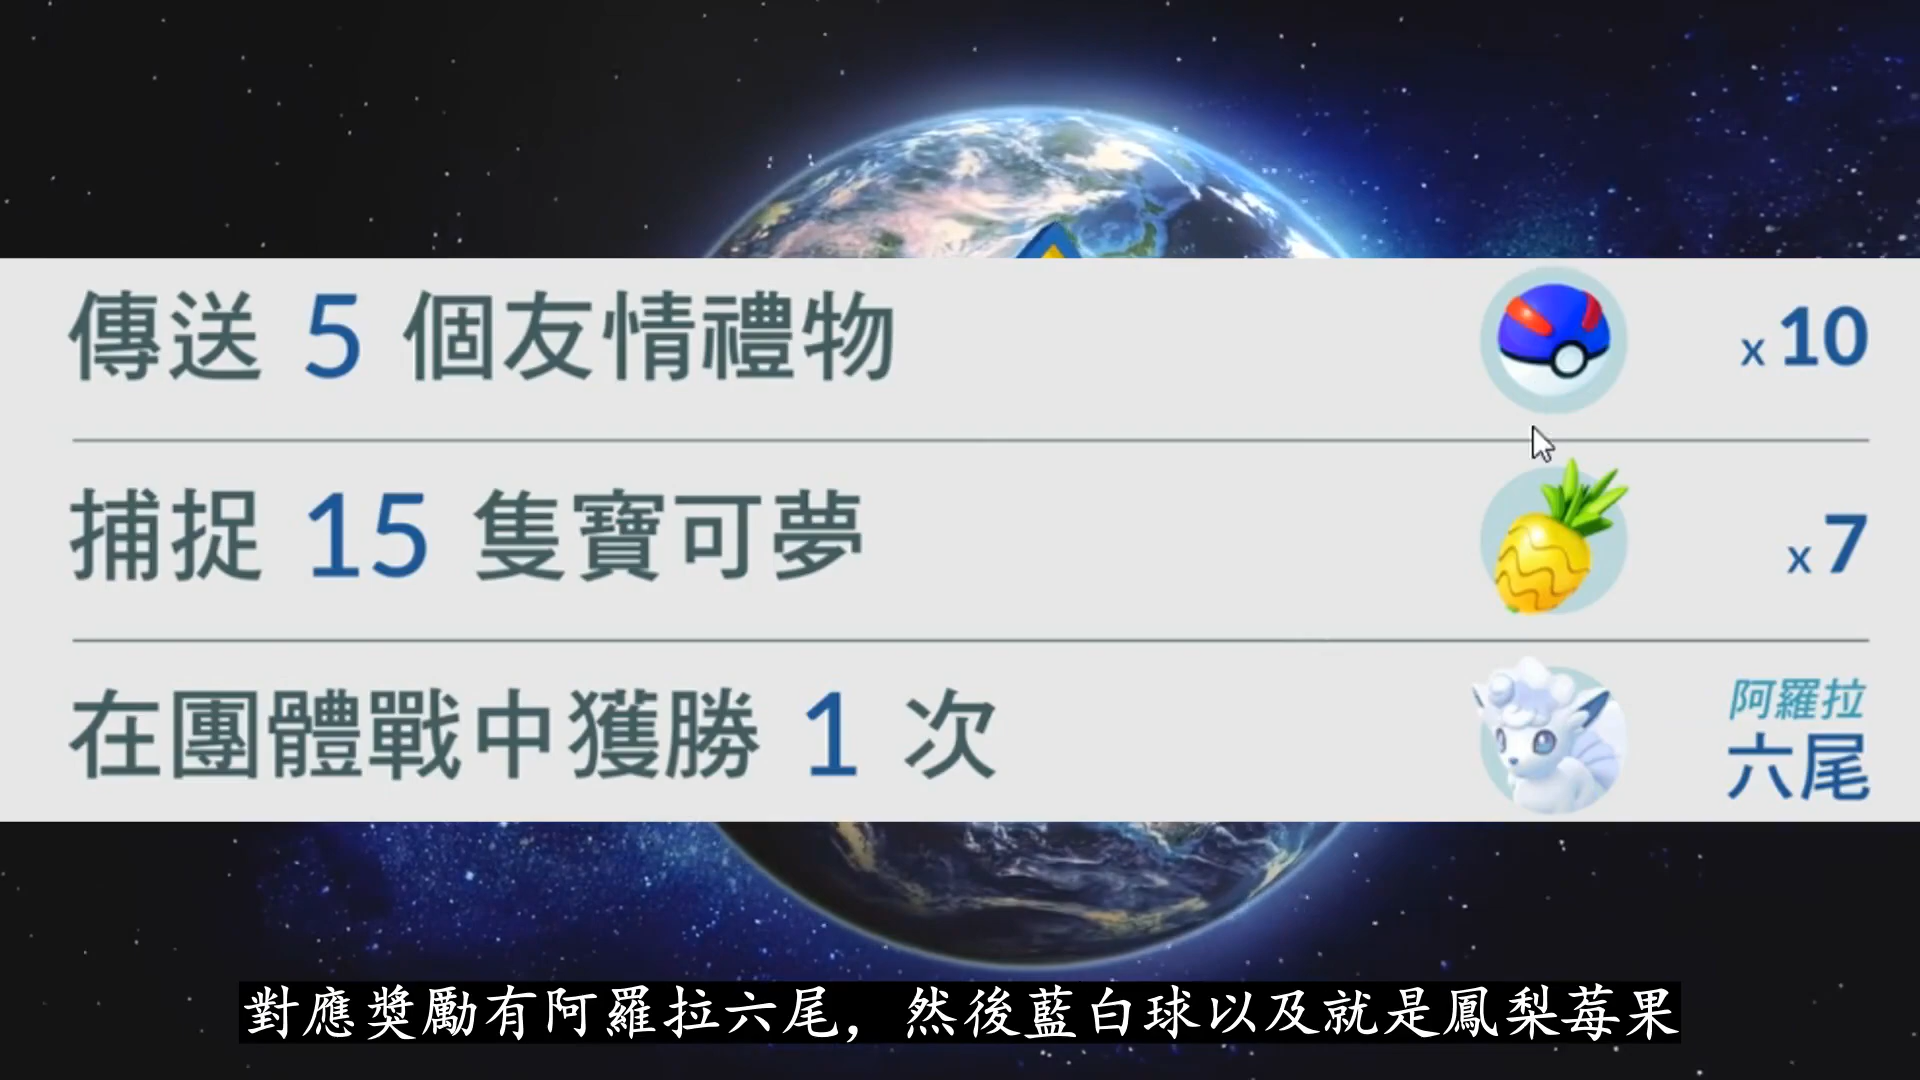 傳送 5 個友情禮物
x 10
捕捉 15 隻寶可夢
x 7
在團體戰中獲勝 1 次
阿羅拉
六尾
對應獎勵有阿羅拉六尾，然後藍白球以及就是鳳梨莓果